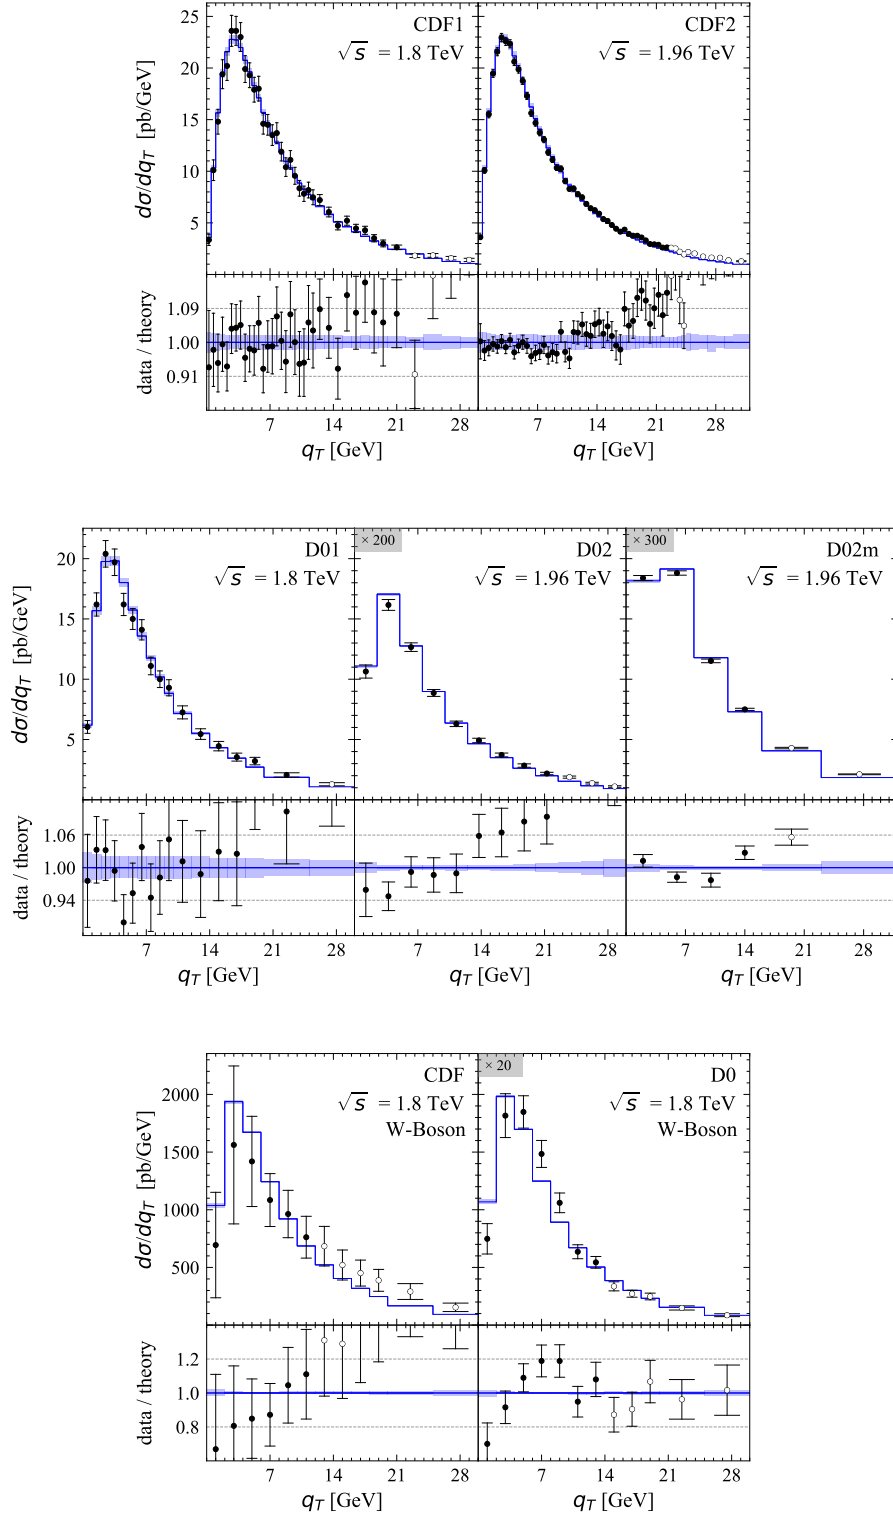 CDF1
√s = 1.8 TeV
CDF2
√s = 1.96 TeV
dσ/dq_T [pb/GeV]
25
20
15
10
5
data / theory
1.09
1.00
0.91
7 14 21 28
7 14 21 28
q_T [GeV]
q_T [GeV]
D01
√s = 1.8 TeV
× 200
D02
√s = 1.96 TeV
× 300
D02m
√s = 1.96 TeV
dσ/dq_T [pb/GeV]
20
15
10
5
data / theory
1.06
1.00
0.94
7 14 21 28
7 14 21 28
7 14 21 28
q_T [GeV]
q_T [GeV]
q_T [GeV]
CDF
√s = 1.8 TeV
W-Boson
× 20
D0
√s = 1.8 TeV
W-Boson
dσ/dq_T [pb/GeV]
2000
1500
1000
500
data / theory
1.2
1.0
0.8
7 14 21 28
7 14 21 28
q_T [GeV]
q_T [GeV]